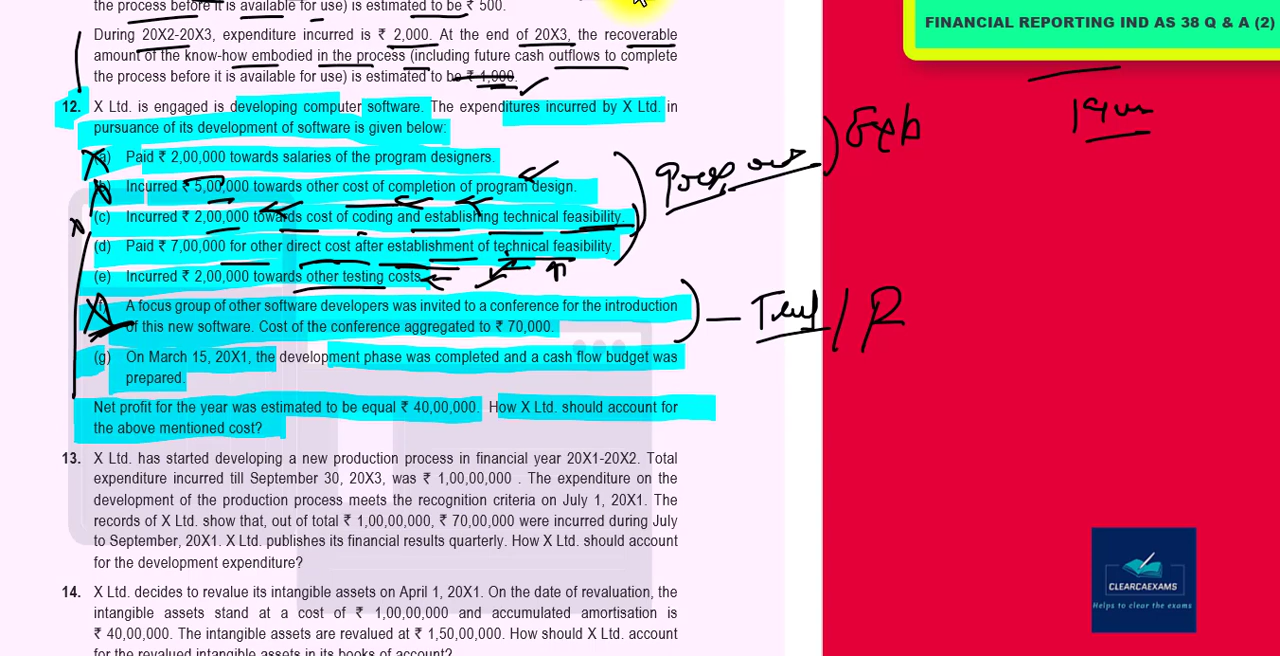 the process before it is available for use) is estimated to be ₹ 500.
During 20X2-20X3, expenditure incurred is ₹ 2,000. At the end of 20X3, the recoverable
amount of the know-how embodied in the process (including future cash outflows to complete
the process before it is available for use) is estimated to be ₹ 1,900.
12. X Ltd. is engaged is developing computer software. The expenditures incurred by X Ltd. in
pursuance of its development of software is given below:
(a) Paid ₹ 2,00,000 towards salaries of the program designers.
(b) Incurred ₹ 5,00,000 towards other cost of completion of program design.
(c) Incurred ₹ 2,00,000 towards cost of coding and establishing technical feasibility.
(d) Paid ₹ 7,00,000 for other direct cost after establishment of technical feasibility.
(e) Incurred ₹ 2,00,000 towards other testing costs.
(f) A focus group of other software developers was invited to a conference for the introduction
of this new software. Cost of the conference aggregated to ₹ 70,000.
(g) On March 15, 20X1, the development phase was completed and a cash flow budget was
prepared.
Net profit for the year was estimated to be equal ₹ 40,00,000. How X Ltd. should account for
the above mentioned cost?
13. X Ltd. has started developing a new production process in financial year 20X1-20X2. Total
expenditure incurred till September 30, 20X3, was ₹ 1,00,00,000 . The expenditure on the
development of the production process meets the recognition criteria on July 1, 20X1. The
records of X Ltd. show that, out of total ₹ 1,00,00,000, ₹ 70,00,000 were incurred during July
to September, 20X1. X Ltd. publishes its financial results quarterly. How X Ltd. should account
for the development expenditure?
14. X Ltd. decides to revalue its intangible assets on April 1, 20X1. On the date of revaluation, the
intangible assets stand at a cost of ₹ 1,00,00,000 and accumulated amortisation is
₹ 40,00,000. The intangible assets are revalued at ₹ 1,50,00,000. How should X Ltd. account
for the revalued intangible assets in its books of account?
FINANCIAL REPORTING IND AS 38 Q & A (2)
Exp
CLEARCAEXAMS
Helps to clear the exams